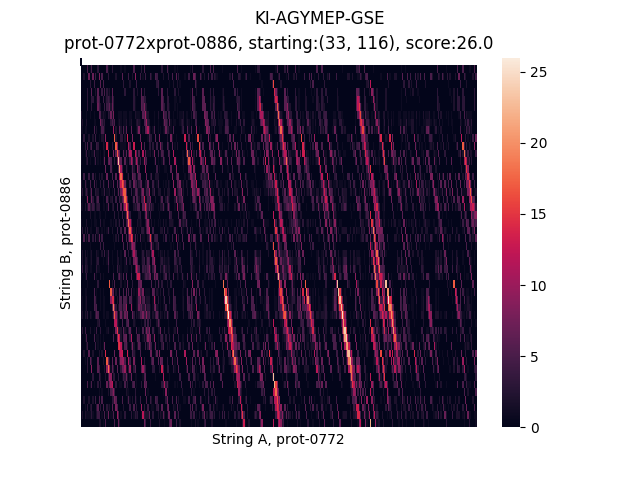 KI-AGYMEP-GSE
prot-0772xprot-0886, starting:(33, 116), score:26.0
String B, prot-0886
String A, prot-0772
25
20
15
10
5
0